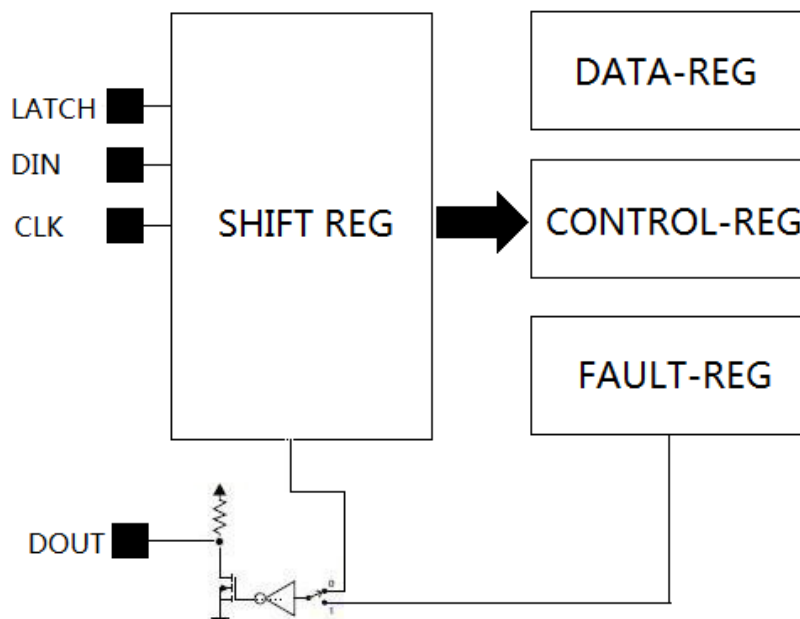 LATCH
DIN
CLK
SHIFT REG
DATA-REG
CONTROL-REG
FAULT-REG
DOUT
0
1